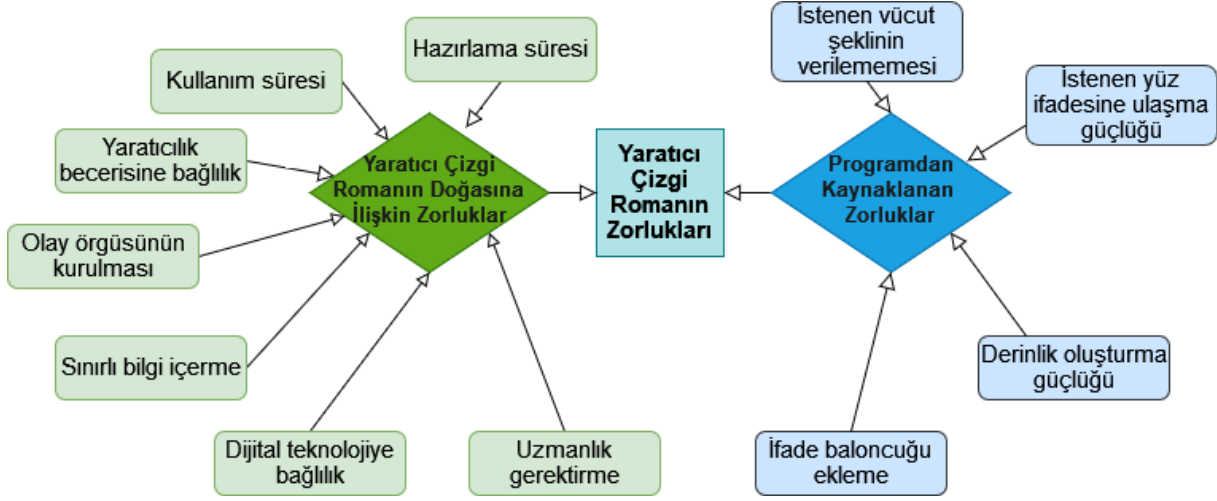 Hazırlama süresi
Kullanım süresi
Yaratıcılık
becerisine bağlılık
Olay örgüsünün
kurulması
Sınırlı bilgi içerme
Dijital teknolojiye
bağlılık
Uzmanlık
gerektirme
Yaratıcı Çizgi
Romanın Doğasına
İlişkin Zorluklar
Yaratıcı
Çizgi
Romanın
Zorlukları
Programdan
Kaynaklanan
Zorluklar
İstenen vücut
şeklinin
verilememesi
İstenen yüz
ifadesine ulaşma
güçlüğü
Derinlik oluşturma
güçlüğü
İfade baloncuğu
ekleme